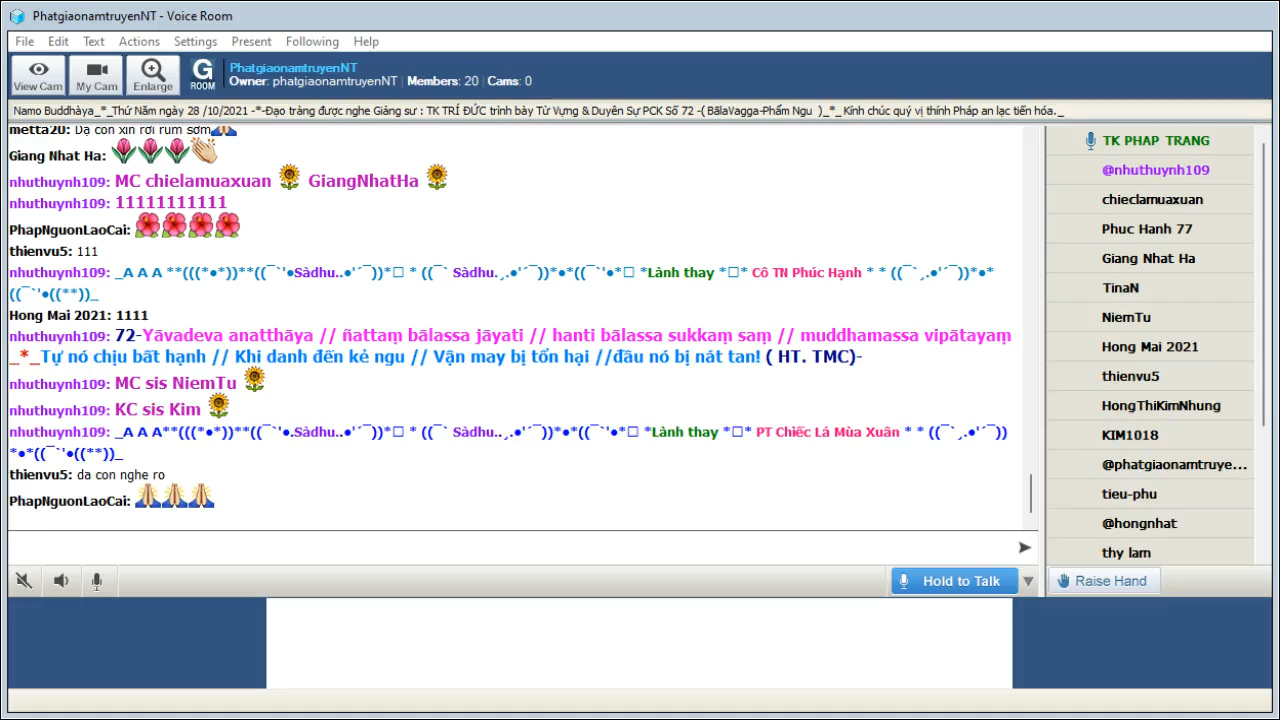 PhatgiaonamtruyenNT - Voice Room
File Edit Text Actions Settings Present Following Help
View Cam My Cam Enlarge G ROOM
PhatgiaonamtruyenNT
Owner: phatgiaonamtruyenNT | Members: 20 | Cams: 0
Namo Buddhàya_*_Thứ Năm ngày 28 /10/2021 -*-Đạo tràng được nghe Giảng sư : TK TRÍ ĐỨC trình bày Từ Vựng & Duyên Sự PCK Số 72 -( BãlaVagga-Phẩm Ngu )_*_ Kính chúc quý vị thính Pháp an lạc tiến hóa._
metta20: Dạ con xin rời rum sớm
Giang Nhat Ha:
nhuthuynh109: MC chielamuaxuan GiangNhatHa
nhuthuynh109: 11111111111
PhapNguonLaoCai:
thienvu5: 111
nhuthuynh109: _A A A **(((*•*))**((¯`'•Sàdhu..•'´¯))*□ * ((¯` Sàdhu.¸.•'´¯))*•*((¯`'•*□ *Lành thay *□* Cô TN Phúc Hạnh * * ((¯`¸.•'´¯))*•*
((¯`'•((**))_
Hong Mai 2021: 1111
nhuthuynh109: 72-Yāvadeva anatthāya // ñattaṃ bālassa jāyati // hanti bālassa sukkaṃ saṃ // muddhamassa vipātayaṃ
_*_Tự nó chịu bất hạnh // Khi danh đến kẻ ngu // Vận may bị tổn hại //đầu nó bị nát tan! ( HT. TMC)-
nhuthuynh109: MC sis NiemTu
nhuthuynh109: KC sis Kim
nhuthuynh109: _A A A**(((*•*))**((¯`'•.Sàdhu..•'´¯))*□ * ((¯` Sàdhu..¸.•'´¯))*•*((¯`'•*□ *Lành thay *□* PT Chiếc Lá Mùa Xuân * * ((¯`¸.•'´¯))
*•*((¯`'•((**))_
thienvu5: da con nghe ro
PhapNguonLaoCai:
TK PHAP TRANG
@nhuthuynh109
chieclamuaxuan
Phuc Hanh 77
Giang Nhat Ha
TinaN
NiemTu
Hong Mai 2021
thienvu5
HongThiKimNhung
KIM1018
@phatgiaonamtruye...
tieu-phu
@hongnhat
thy lam
Hold to Talk
Raise Hand